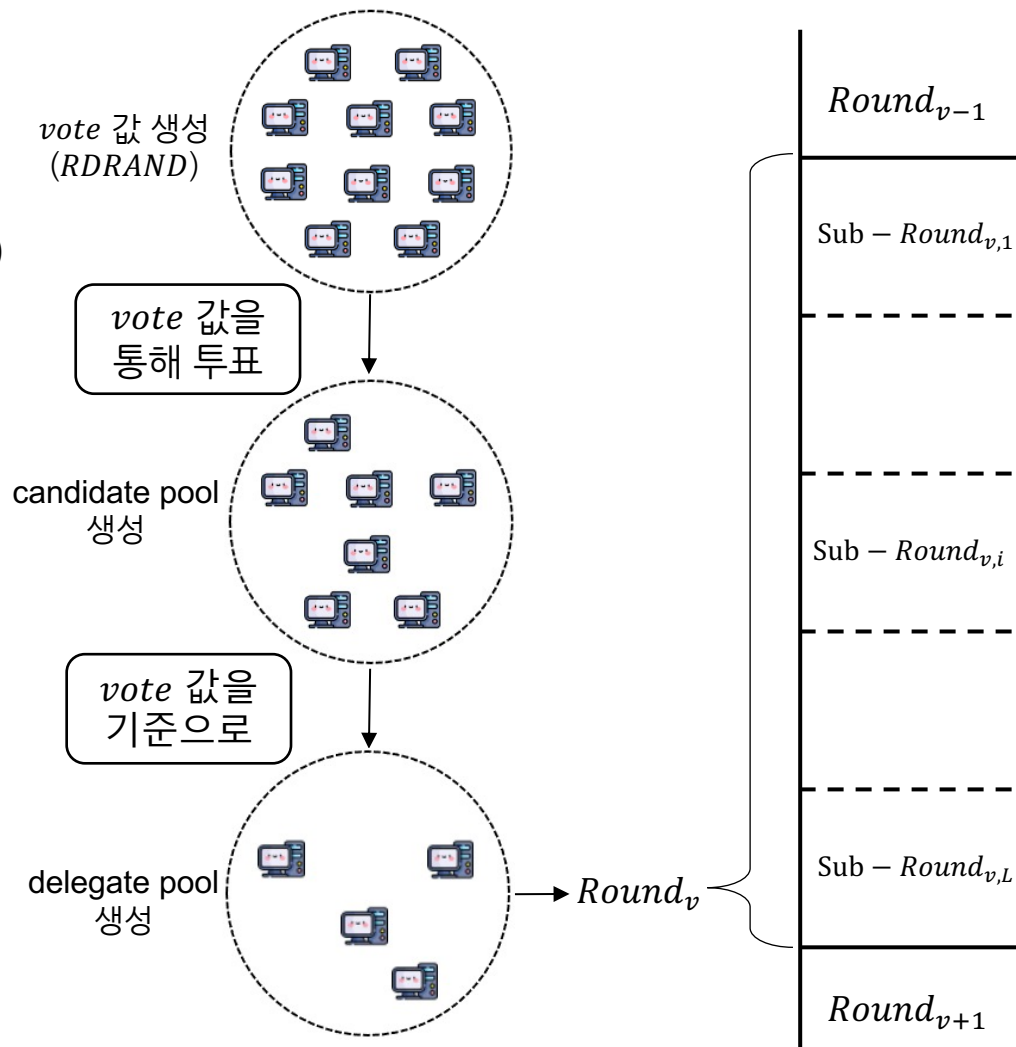 vote 값 생성
(RDRAND)
)
vote 값을
통해 투표
candidate pool
생성
vote 값을
기준으로
delegate pool
생성
Round_v
Round_{v−1}
Sub − Round_{v,1}
Sub − Round_{v,i}
Sub − Round_{v,L}
Round_{v+1}